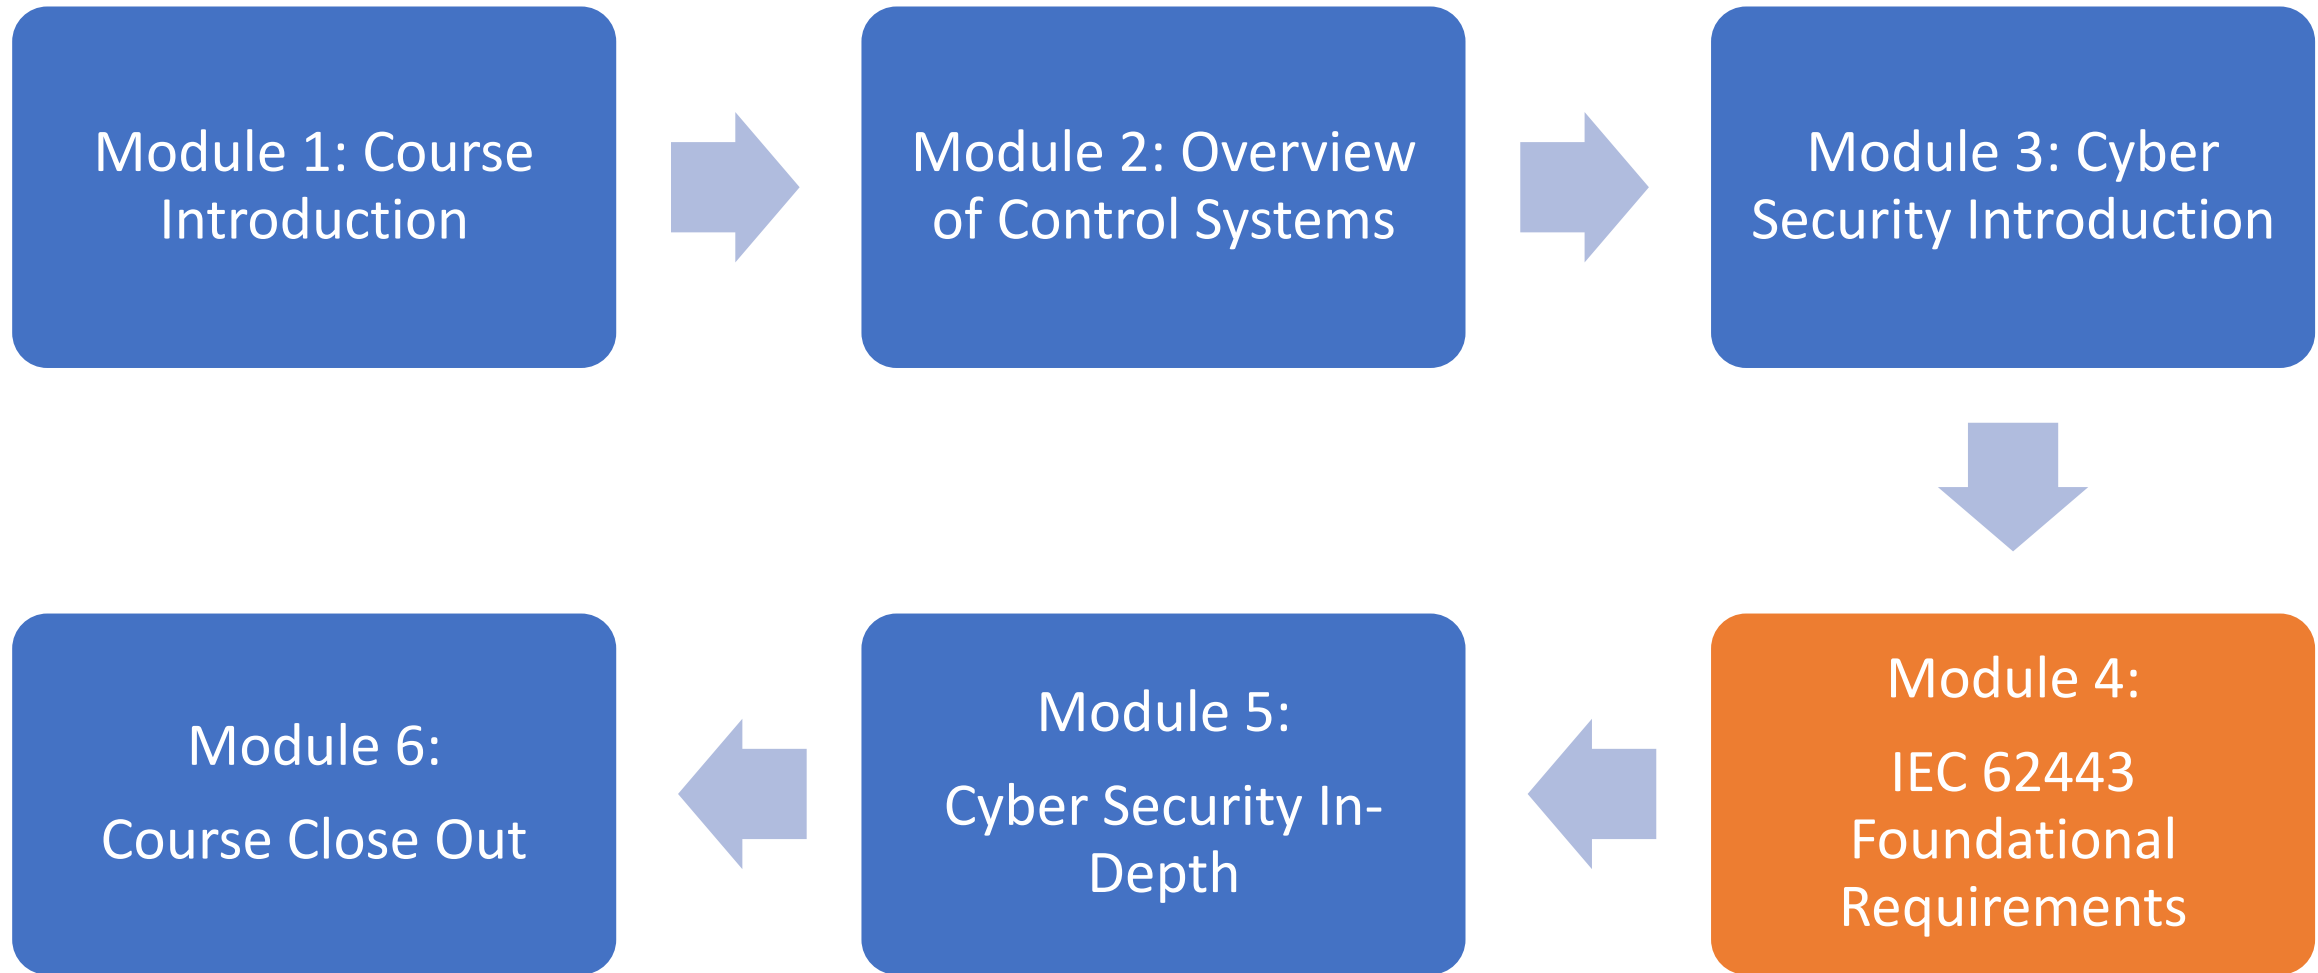 Module 1: Course
Introduction
Module 2: Overview
of Control Systems
Module 3: Cyber
Security Introduction
Module 4:
IEC 62443
Foundational
Requirements
Module 5:
Cyber Security In-
Depth
Module 6:
Course Close Out